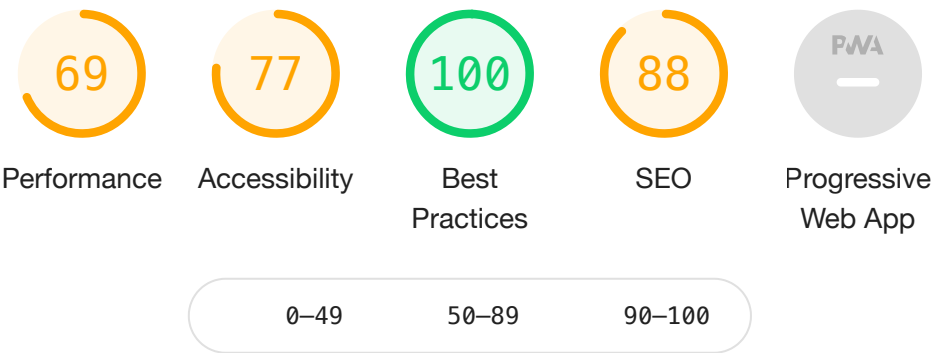 69 77 100 88 PWA
Performance Accessibility Best Practices SEO Progressive Web App
0–49 50–89 90–100